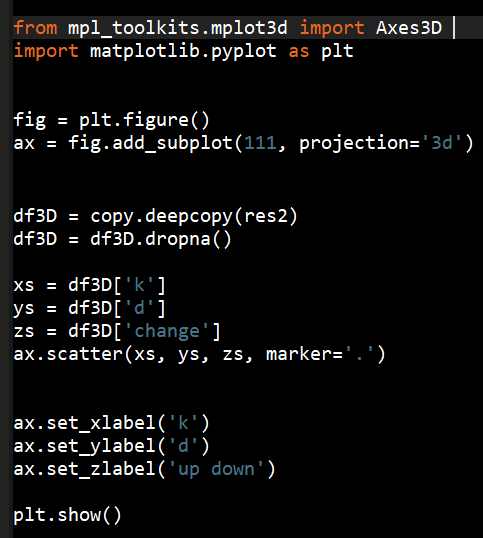 from mpl_toolkits.mplot3d import Axes3D
import matplotlib.pyplot as plt
fig = plt.figure()
ax = fig.add_subplot(111, projection='3d')
df3D = copy.deepcopy(res2)
df3D = df3D.dropna()
xs = df3D['k']
ys = df3D['d']
zs = df3D['change']
ax.scatter(xs, ys, zs, marker='.')
ax.set_xlabel('k')
ax.set_ylabel('d')
ax.set_zlabel('up down')
plt.show()